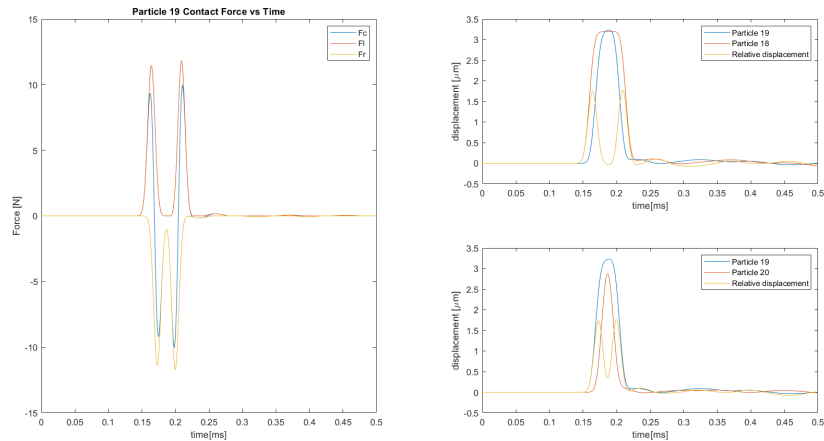 Particle 19 Contact Force vs Time
15
10
5
0
-5
-10
-15
Force [N]
0 0.05 0.1 0.15 0.2 0.25 0.3 0.35 0.4 0.45 0.5
time[ms]
Fc
Fl
Fr
3.5
3
2.5
2
1.5
1
0.5
0
-0.5
displacement [μm]
0 0.05 0.1 0.15 0.2 0.25 0.3 0.35 0.4 0.45 0.5
time[ms]
Particle 19
Particle 18
Relative displacement
3.5
3
2.5
2
1.5
1
0.5
0
-0.5
displacement [μm]
0 0.05 0.1 0.15 0.2 0.25 0.3 0.35 0.4 0.45 0.5
time[ms]
Particle 19
Particle 20
Relative displacement